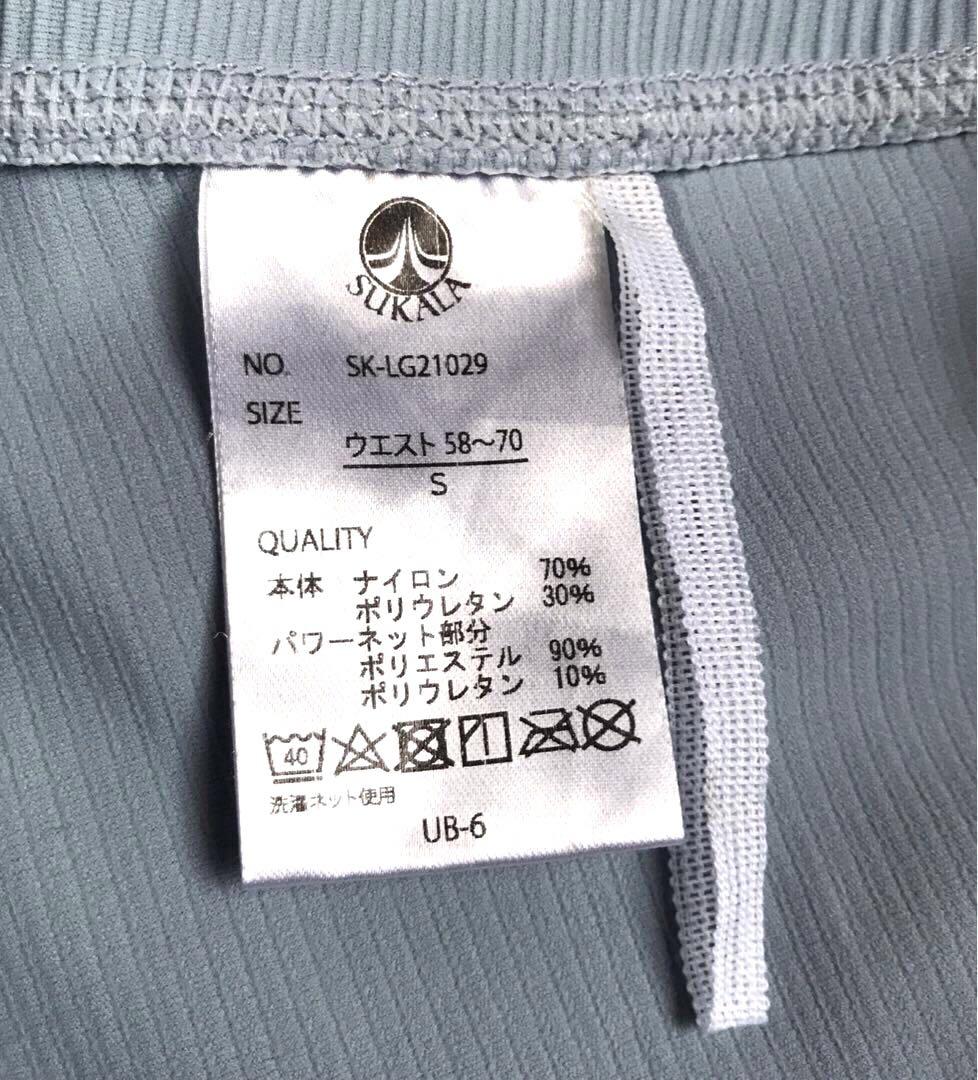 SUKALA
NO. SK-LG21029
SIZE
ウエスト 58〜70
S
QUALITY
本体 ナイロン 70%
ポリウレタン 30%
パワーネット部分
ポリエステル 90%
ポリウレタン 10%
40
洗濯ネット使用
UB-6